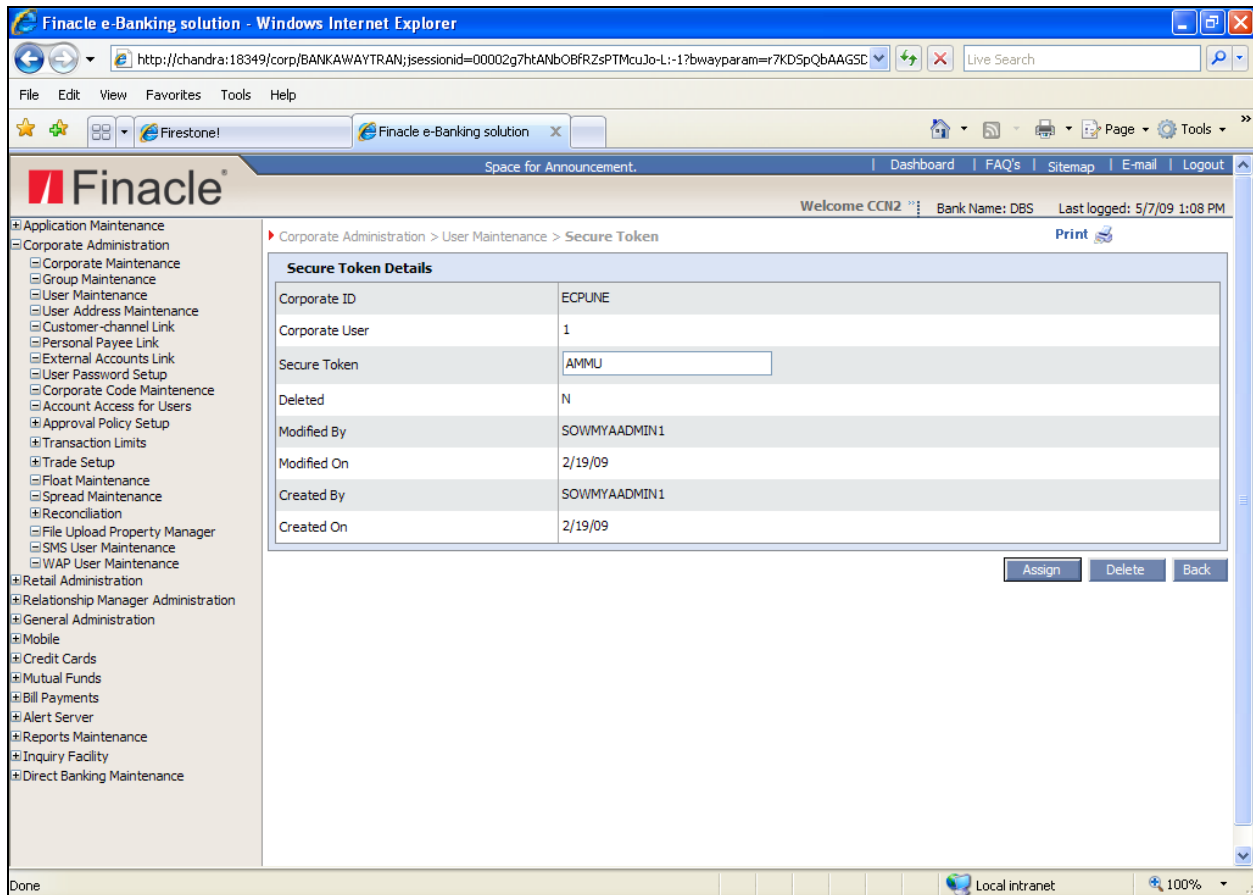 Finacle e-Banking solution - Windows Internet Explorer
http://chandra:18349/corp/BANKAWAYTRAN;jsessionid=00002g7htANbOBfRZsPTMcuJo-L:-1?bwayparam=r7KDSpQbAAGSD
Live Search
File Edit View Favorites Tools Help
Firestone!
Finacle e-Banking solution
Page
Tools
Space for Announcement.
| Dashboard | FAQ's | Sitemap | E-mail | Logout
Finacle
Welcome CCN2
Bank Name: DBS
Last logged: 5/7/09 1:08 PM
Application Maintenance
Corporate Administration
Corporate Maintenance
Group Maintenance
User Maintenance
User Address Maintenance
Customer-channel Link
Personal Payee Link
External Accounts Link
User Password Setup
Corporate Code Maintenence
Account Access for Users
Approval Policy Setup
Transaction Limits
Trade Setup
Float Maintenance
Spread Maintenance
Reconciliation
File Upload Property Manager
SMS User Maintenance
WAP User Maintenance
Retail Administration
Relationship Manager Administration
General Administration
Mobile
Credit Cards
Mutual Funds
Bill Payments
Alert Server
Reports Maintenance
Inquiry Facility
Direct Banking Maintenance
Corporate Administration > User Maintenance > Secure Token
Print
Secure Token Details
Corporate ID ECPUNE
Corporate User 1
Secure Token AMMU
Deleted N
Modified By SOWMYAADMIN1
Modified On 2/19/09
Created By SOWMYAADMIN1
Created On 2/19/09
Assign Delete Back
Done
Local intranet
100%